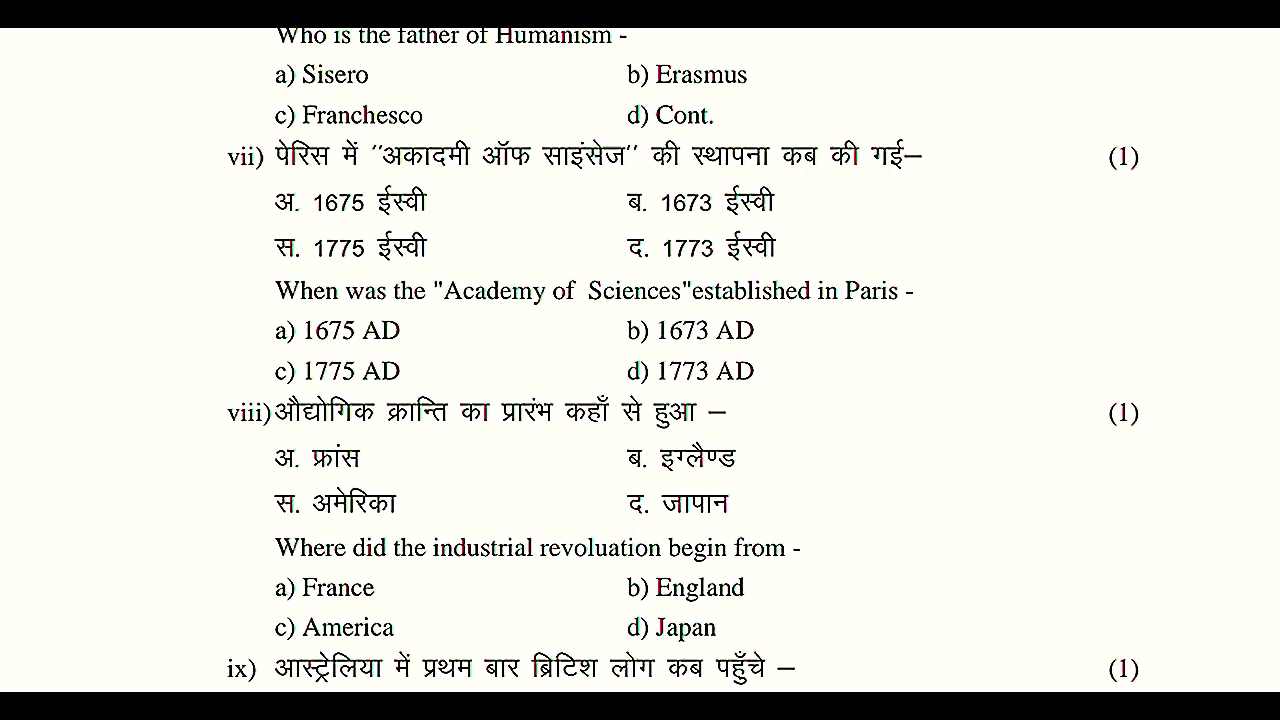 Who is the father of Humanism -
a) Sisero b) Erasmus
c) Franchesco d) Cont.
vii) पेरिस में ''अकादमी ऑफ साइंसेज'' की स्थापना कब की गई– (1)
अ. 1675 ईस्वी ब. 1673 ईस्वी
स. 1775 ईस्वी द. 1773 ईस्वी
When was the "Academy of Sciences"established in Paris -
a) 1675 AD b) 1673 AD
c) 1775 AD d) 1773 AD
viii) औद्योगिक क्रान्ति का प्रारंभ कहाँ से हुआ – (1)
अ. फ्रांस ब. इग्लैण्ड
स. अमेरिका द. जापान
Where did the industrial revoluation begin from -
a) France b) England
c) America d) Japan
ix) आस्ट्रेलिया में प्रथम बार ब्रिटिश लोग कब पहुँचे – (1)